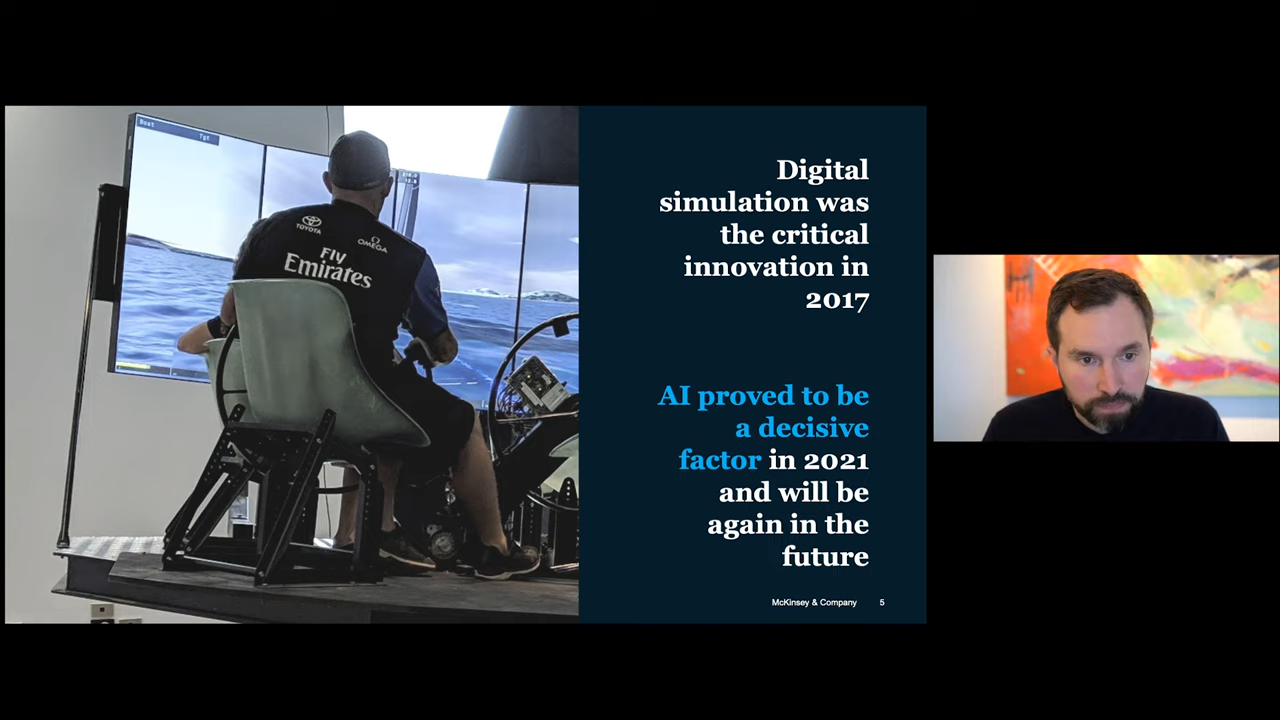 Boat Tgt
TOYOTA
OMEGA
Fly
Emirates
Digital
simulation was
the critical
innovation in
2017
AI proved to be
a decisive
factor in 2021
and will be
again in the
future
McKinsey & Company 5